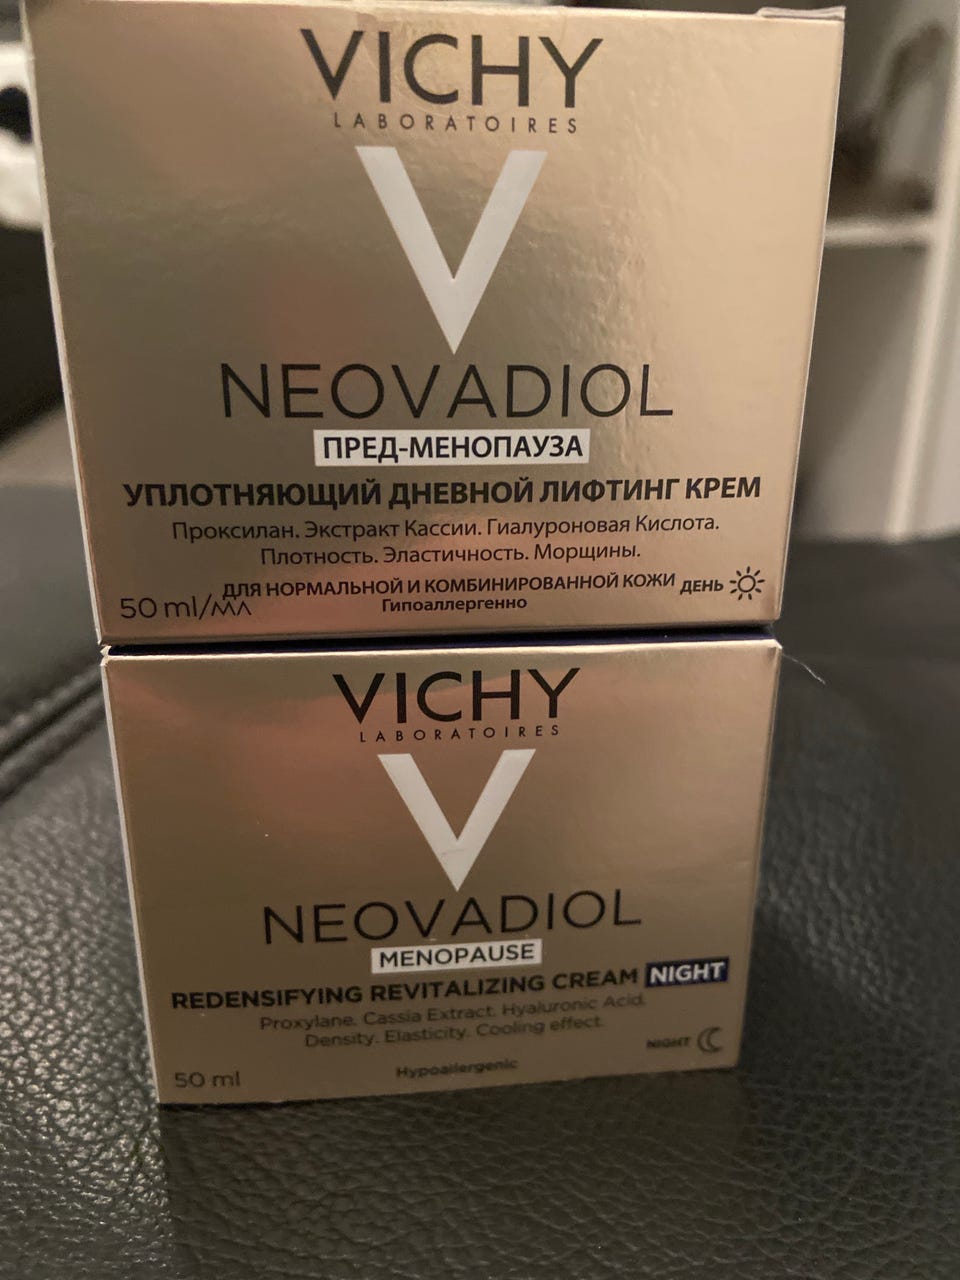 VICHY
LABORATOIRES
V
NEOVADIOL
ПРЕД-МЕНОПАУЗА
УПЛОТНЯЮЩИЙ ДНЕВНОЙ ЛИФТИНГ КРЕМ
Проксилан. Экстракт Кассии. Гиалуроновая Кислота.
Плотность. Эластичность. Морщины.
ДЛЯ НОРМАЛЬНОЙ И КОМБИНИРОВАННОЙ КОЖИ ДЕНЬ
50 ml/мл Гипоаллергенно
VICHY
LABORATOIRES
V
NEOVADIOL
MENOPAUSE
REDENSIFYING REVITALIZING CREAM NIGHT
Proxylane. Cassia Extract. Hyaluronic Acid.
Density. Elasticity. Cooling effect.
NIGHT
50 ml Hypoallergenic